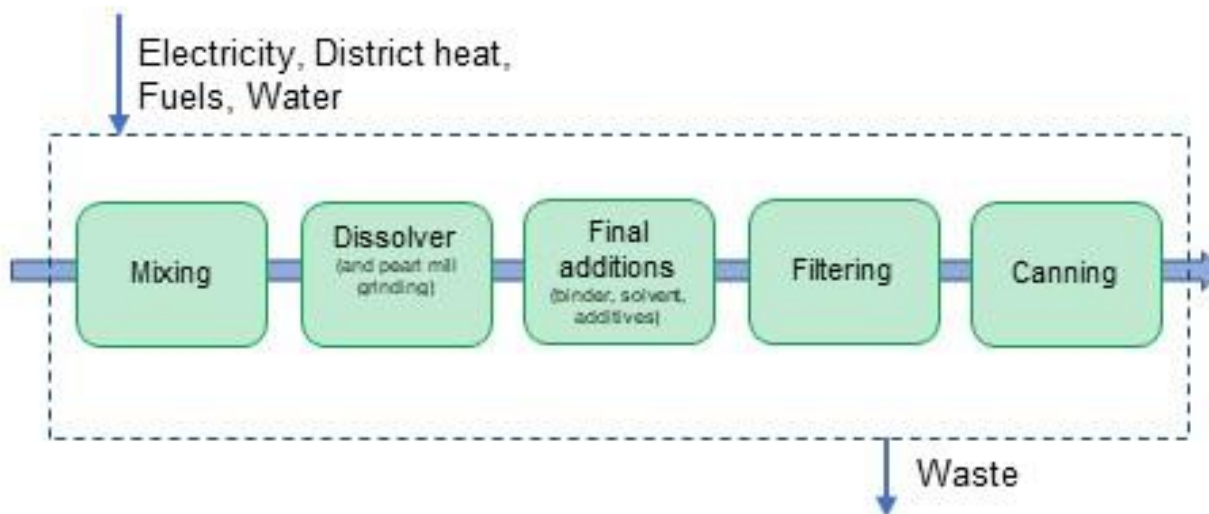 Electricity, District heat,
Fuels, Water
Mixing
Dissolver
(and pearl mill
grinding)
Final
additions
(binder, solvent,
additives)
Filtering
Canning
Waste